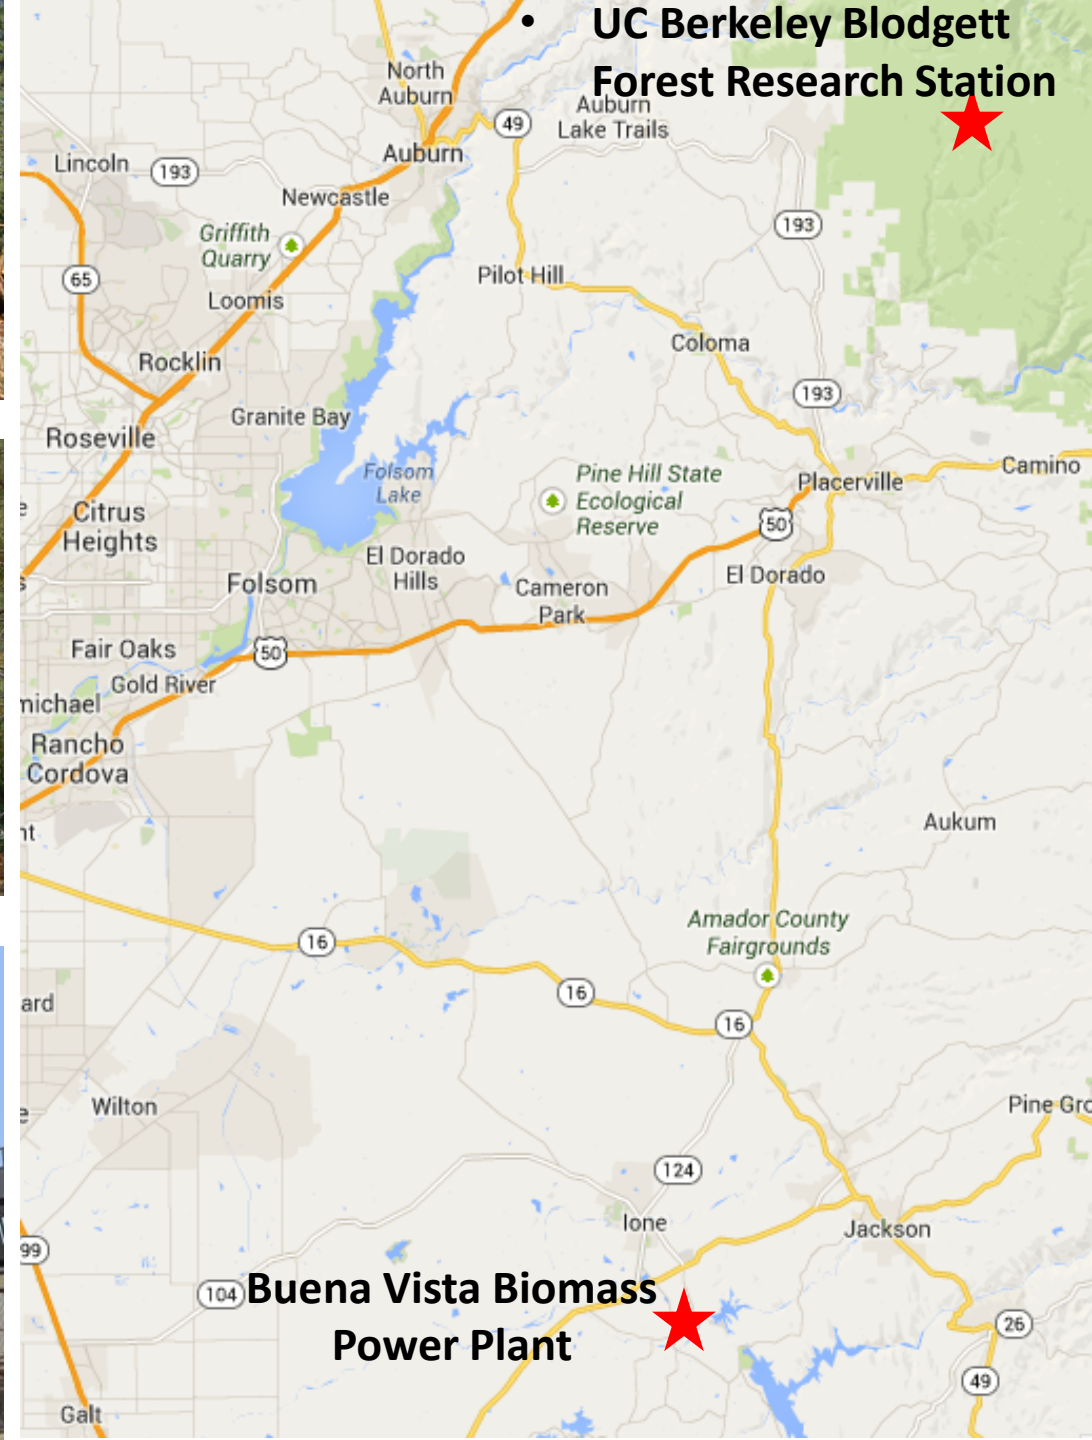 • UC Berkeley Blodgett
Forest Research Station
North
Auburn
Auburn
Lake Trails
49
Auburn
Lincoln
193
Newcastle
Griffith
Quarry
193
65
Pilot Hill
Loomis
Coloma
Rocklin
193
Granite Bay
Roseville
Folsom
Lake
Pine Hill State
Ecological
Reserve
Placerville
Camino
Citrus
Heights
50
El Dorado
Hills
Folsom
Cameron
Park
El Dorado
Fair Oaks
50
Gold River
michael
Rancho
Cordova
nt
Aukum
Amador County
Fairgrounds
16
16
ard
16
Wilton
Pine Gro
124
Ione
Jackson
99
104
Buena Vista Biomass
Power Plant
26
49
Galt